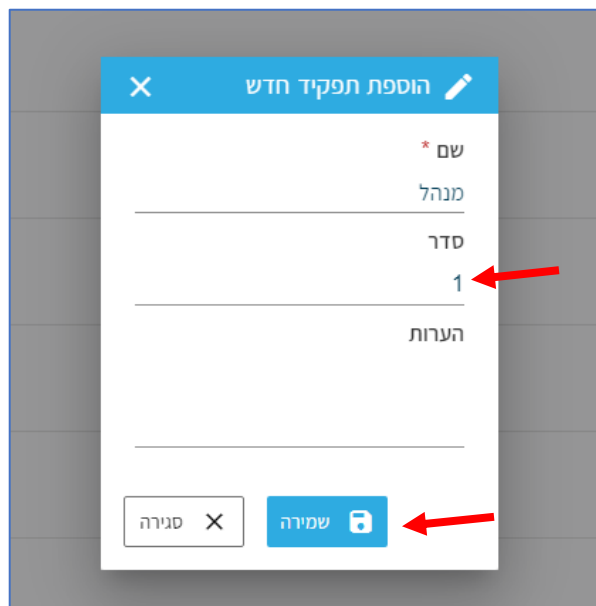 הוספת תפקיד חדש
שם *
מנהל
סדר
1
הערות
שמירה
סגירה